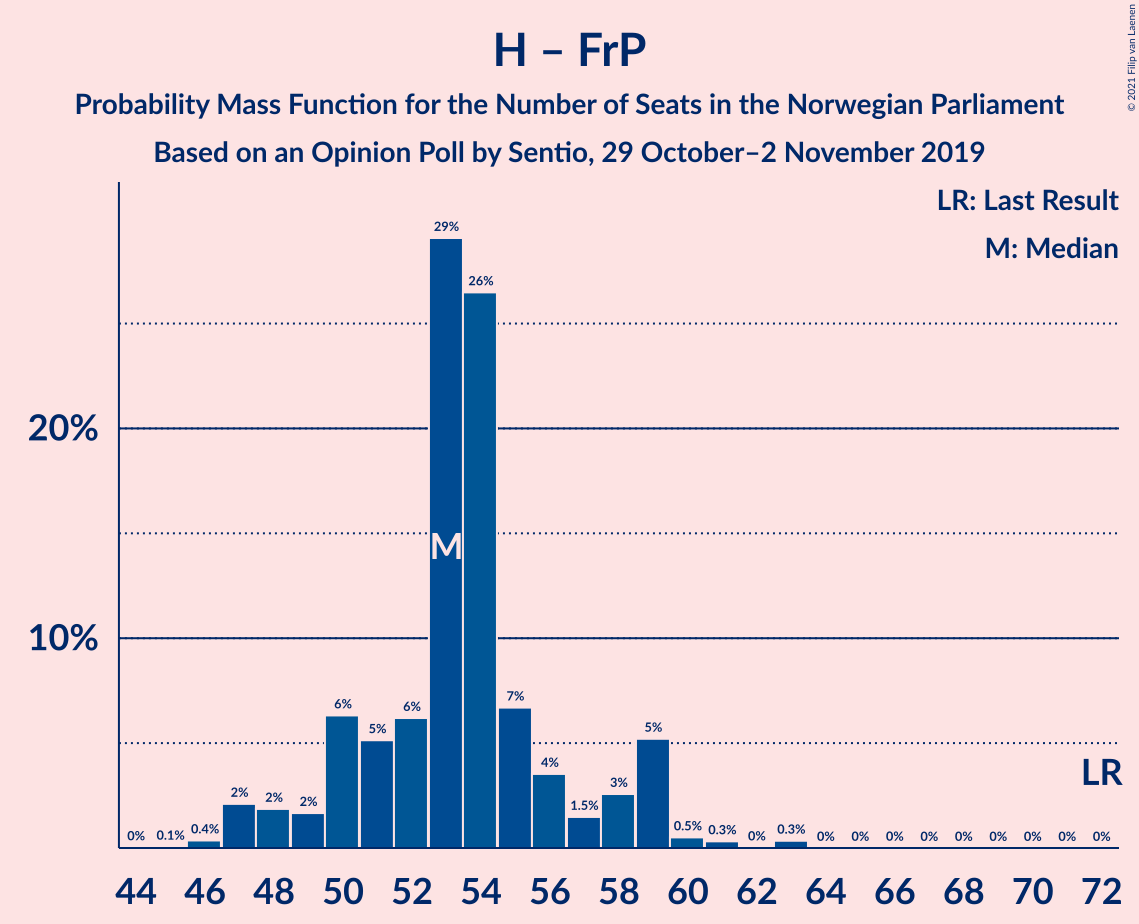 H – FrP
Probability Mass Function for the Number of Seats in the Norwegian Parliament
Based on an Opinion Poll by Sentio, 29 October–2 November 2019
© 2021 Filip van Laenen
LR: Last Result
M: Median
29%
26%
20%
M
10%
7%
6%
6%
5%
5%
4%
3%
LR
2%
2%
2%
1.5%
0% 0.1% 0.4%
0.5% 0.3% 0% 0.3% 0% 0% 0% 0% 0% 0% 0% 0% 0%
44 46 48 50 52 54 56 58 60 62 64 66 68 70 72